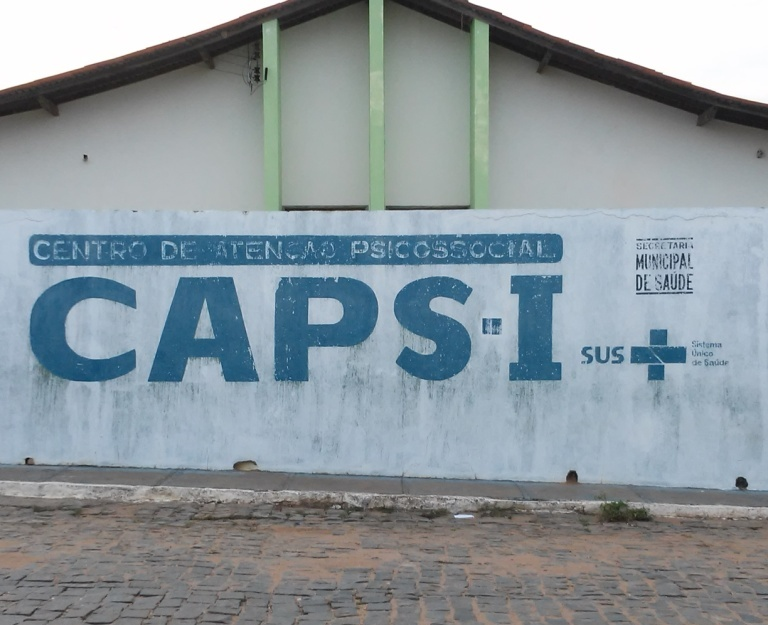 CENTRO DE ATENÇÃO PSICOSSOCIAL
CAPS-I
SECRETARIA
MUNICIPAL
DE SAÚDE
SUS
Sistema
Único
de Saúde